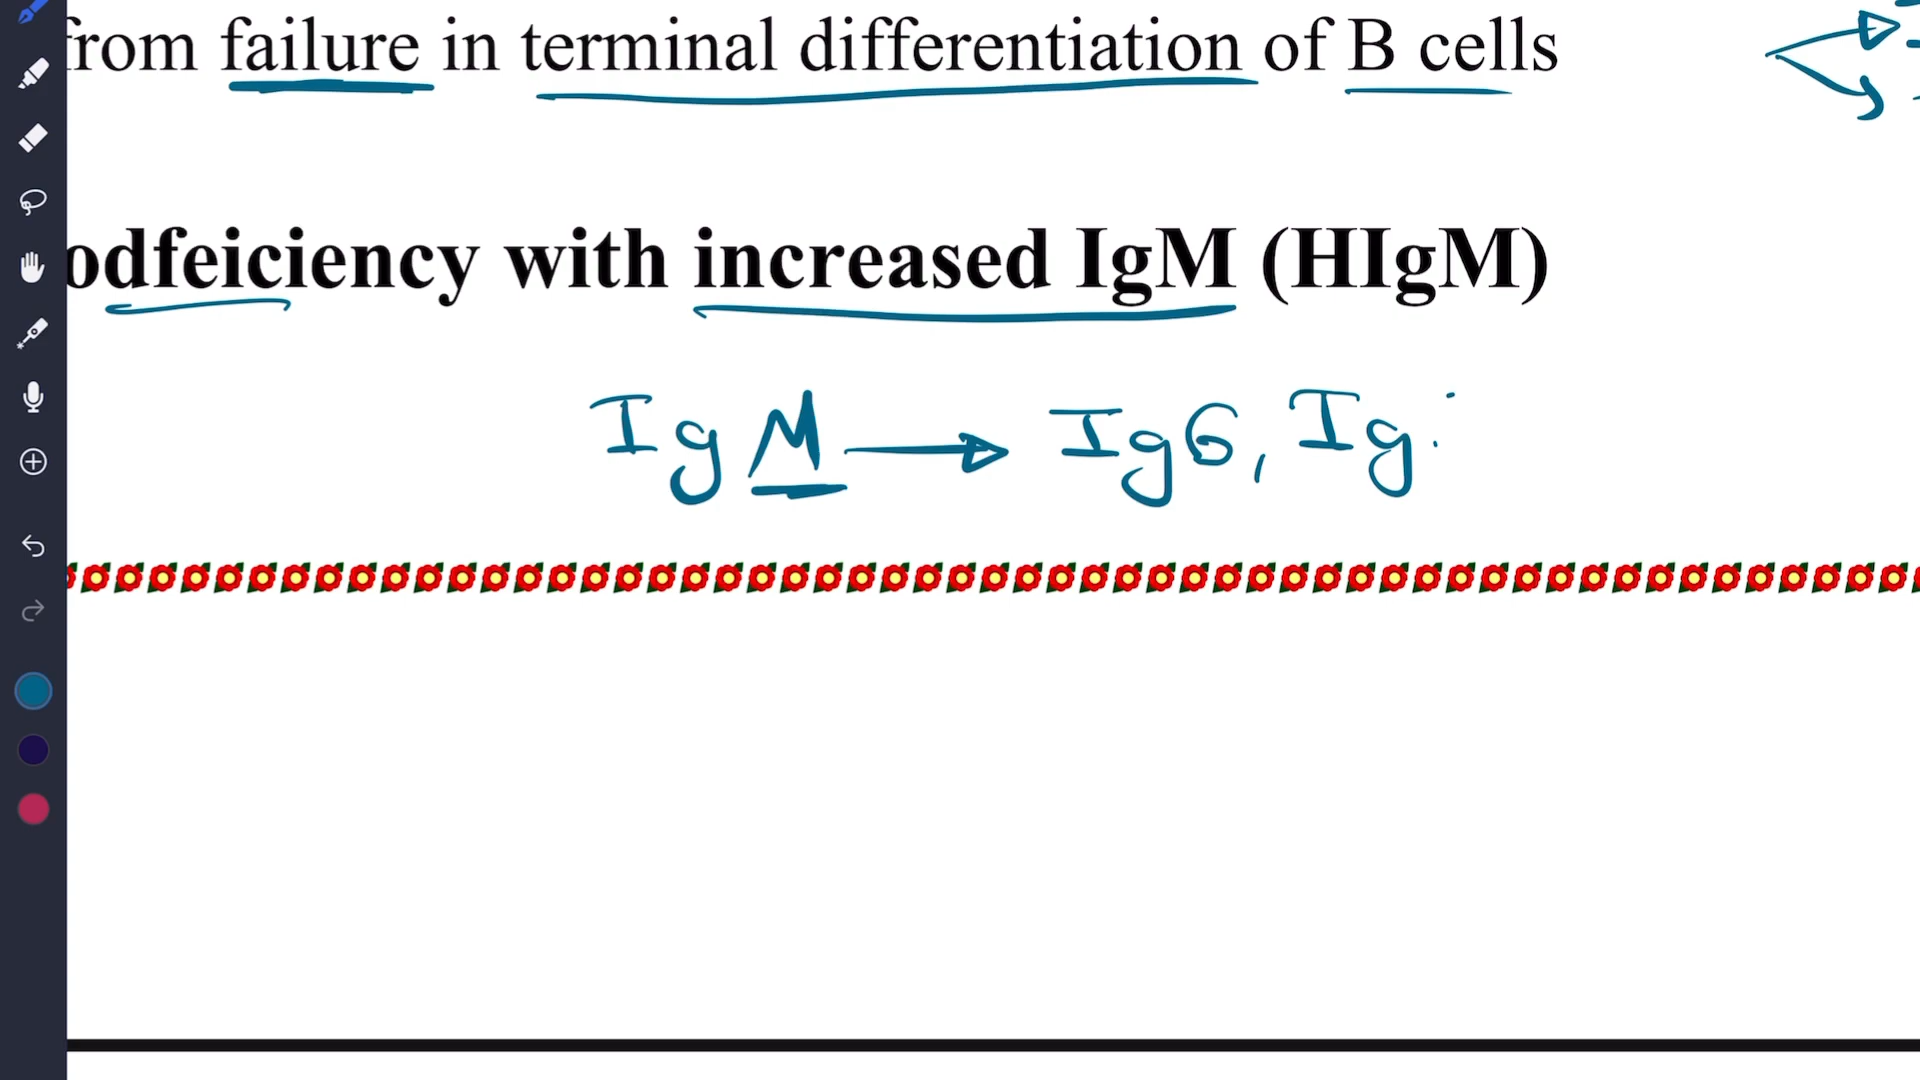 from failure in terminal differentiation of B cells
odfeiciency with increased IgM (HIgM)
IgM → IgG, Ig